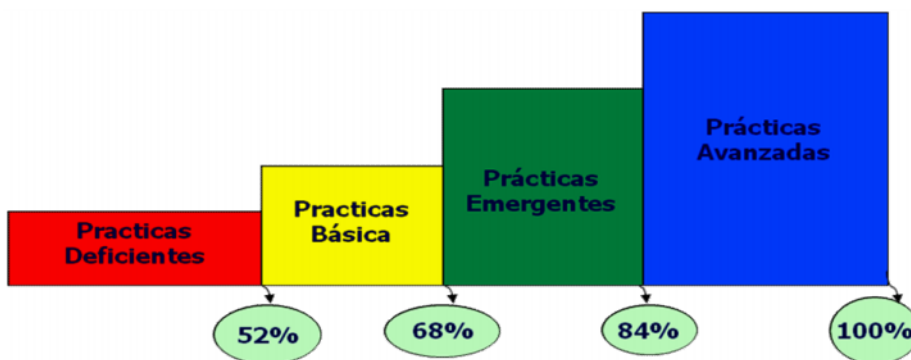 Practicas
Deficientes
Practicas
Básica
Prácticas
Emergentes
Prácticas
Avanzadas
52%
68%
84%
100%